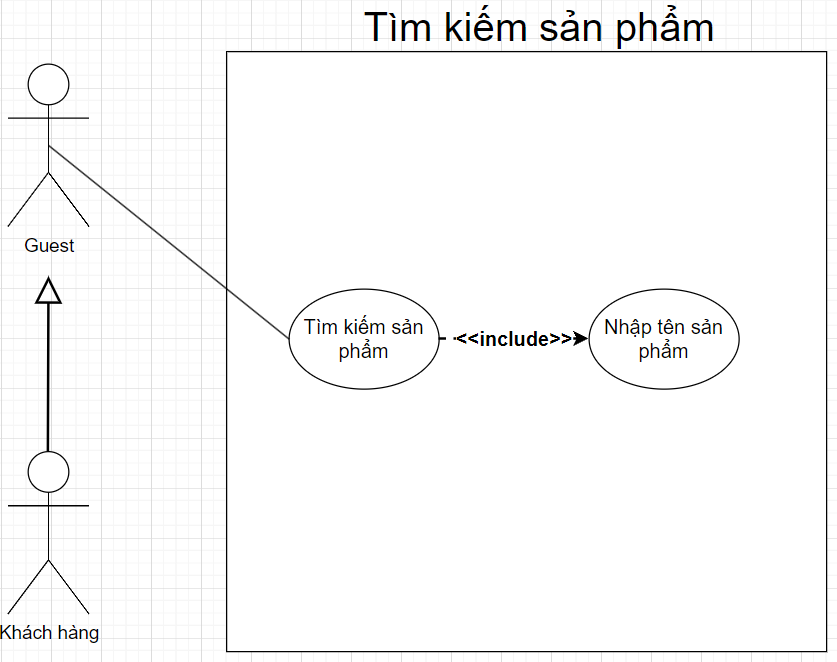 Tìm kiếm sản phẩm
Guest
Tìm kiếm sản
phẩm
<<include>>
Nhập tên sản
phẩm
Khách hàng